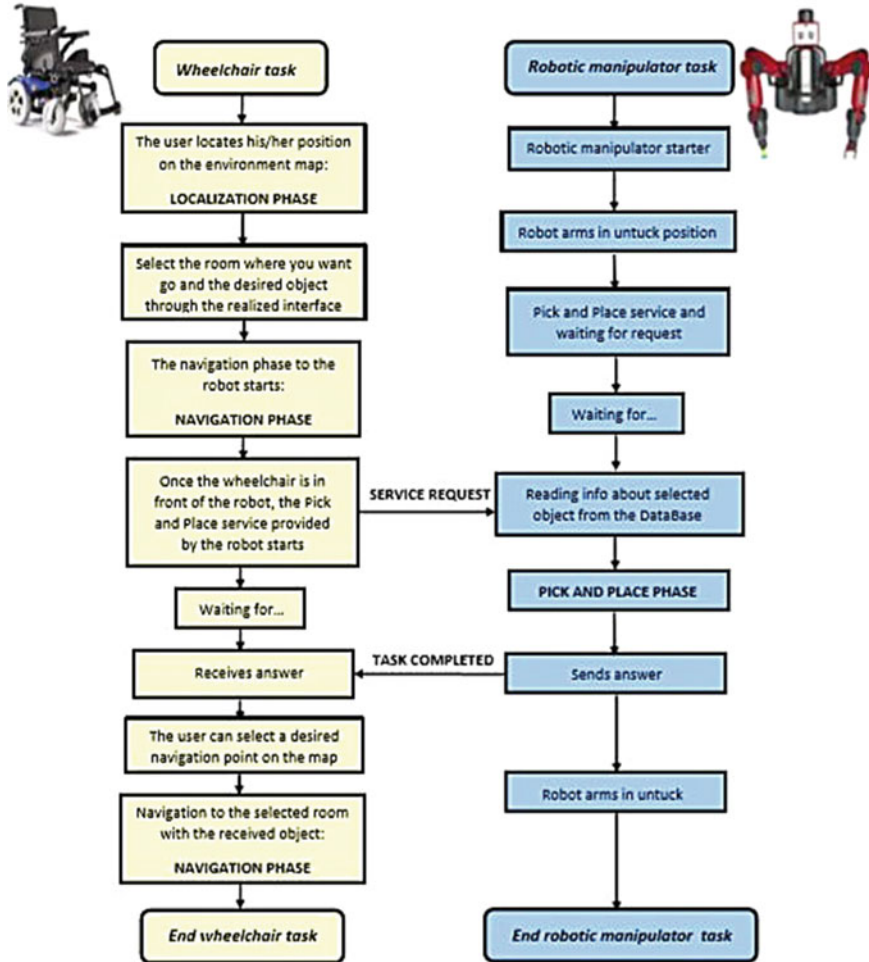 Wheelchair task
The user locates his/her position
on the environment map:
LOCALIZATION PHASE
Select the room where you want
go and the desired object
through the realized interface
The navigation phase to the
robot starts:
NAVIGATION PHASE
Once the wheelchair is in
front of the robot, the Pick
and Place service provided
by the robot starts
SERVICE REQUEST
Waiting for...
Receives answer
TASK COMPLETED
The user can select a desired
navigation point on the map
Navigation to the selected room
with the received object:
NAVIGATION PHASE
End wheelchair task
Robotic manipulator task
Robotic manipulator starter
Robot arms in untuck position
Pick and Place service and
waiting for request
Waiting for...
Reading info about selected
object from the DataBase
PICK AND PLACE PHASE
Sends answer
Robot arms in untuck
End robotic manipulator task